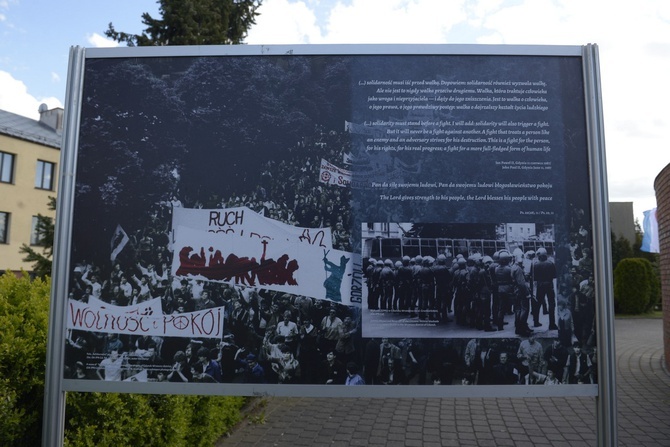 (...) solidarność musi iść przed walką. Dopowiem: solidarność również wyzwala walkę.
Ale nie jest to nigdy walka przeciw drugiemu. Walka, która traktuje człowieka
jako wroga i nieprzyjaciela — i dąży do jego zniszczenia. Jest to walka o człowieka,
o jego prawa, o jego prawdziwy postęp: walka o dojrzalszy kształt życia ludzkiego
(...) solidarity must stand before a fight. I will add: solidarity will also trigger a fight.
But it will never be a fight against another. A fight that treats a person like
an enemy and an adversary strives for his destruction. This is a fight for the person,
for his rights, for his real progress: a fight for a more full-fledged form of human life
Pan da siłę swojemu ludowi, Pan da swojemu ludowi błogosławieństwo pokoju
The Lord gives strength to his people, the Lord blesses his people with peace
RUCH
WOLNOŚĆ I POKÓJ
GORZÓW